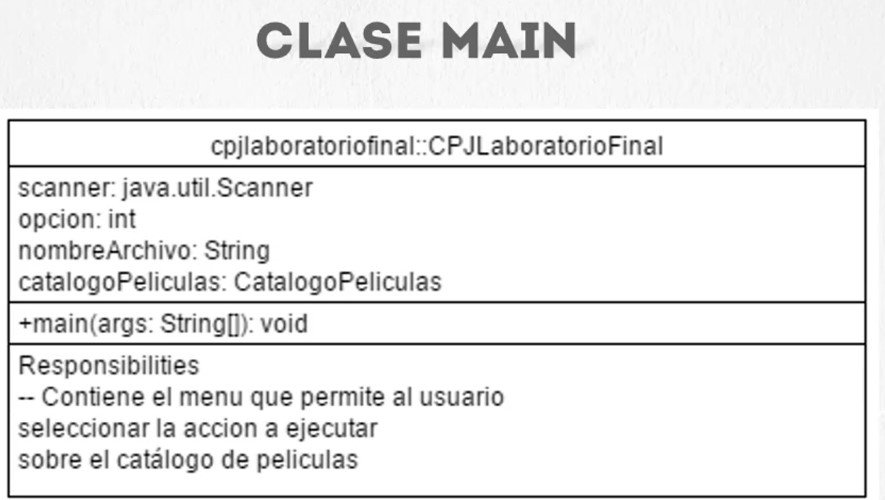 CLASE MAIN
cpjlaboratoriofinal::CPJLaboratorioFinal
scanner: java.util.Scanner
opcion: int
nombreArchivo: String
catalogoPeliculas: CatalogoPeliculas
+main(args: String[]): void
Responsibilities
-- Contiene el menu que permite al usuario
seleccionar la accion a ejecutar
sobre el catálogo de peliculas